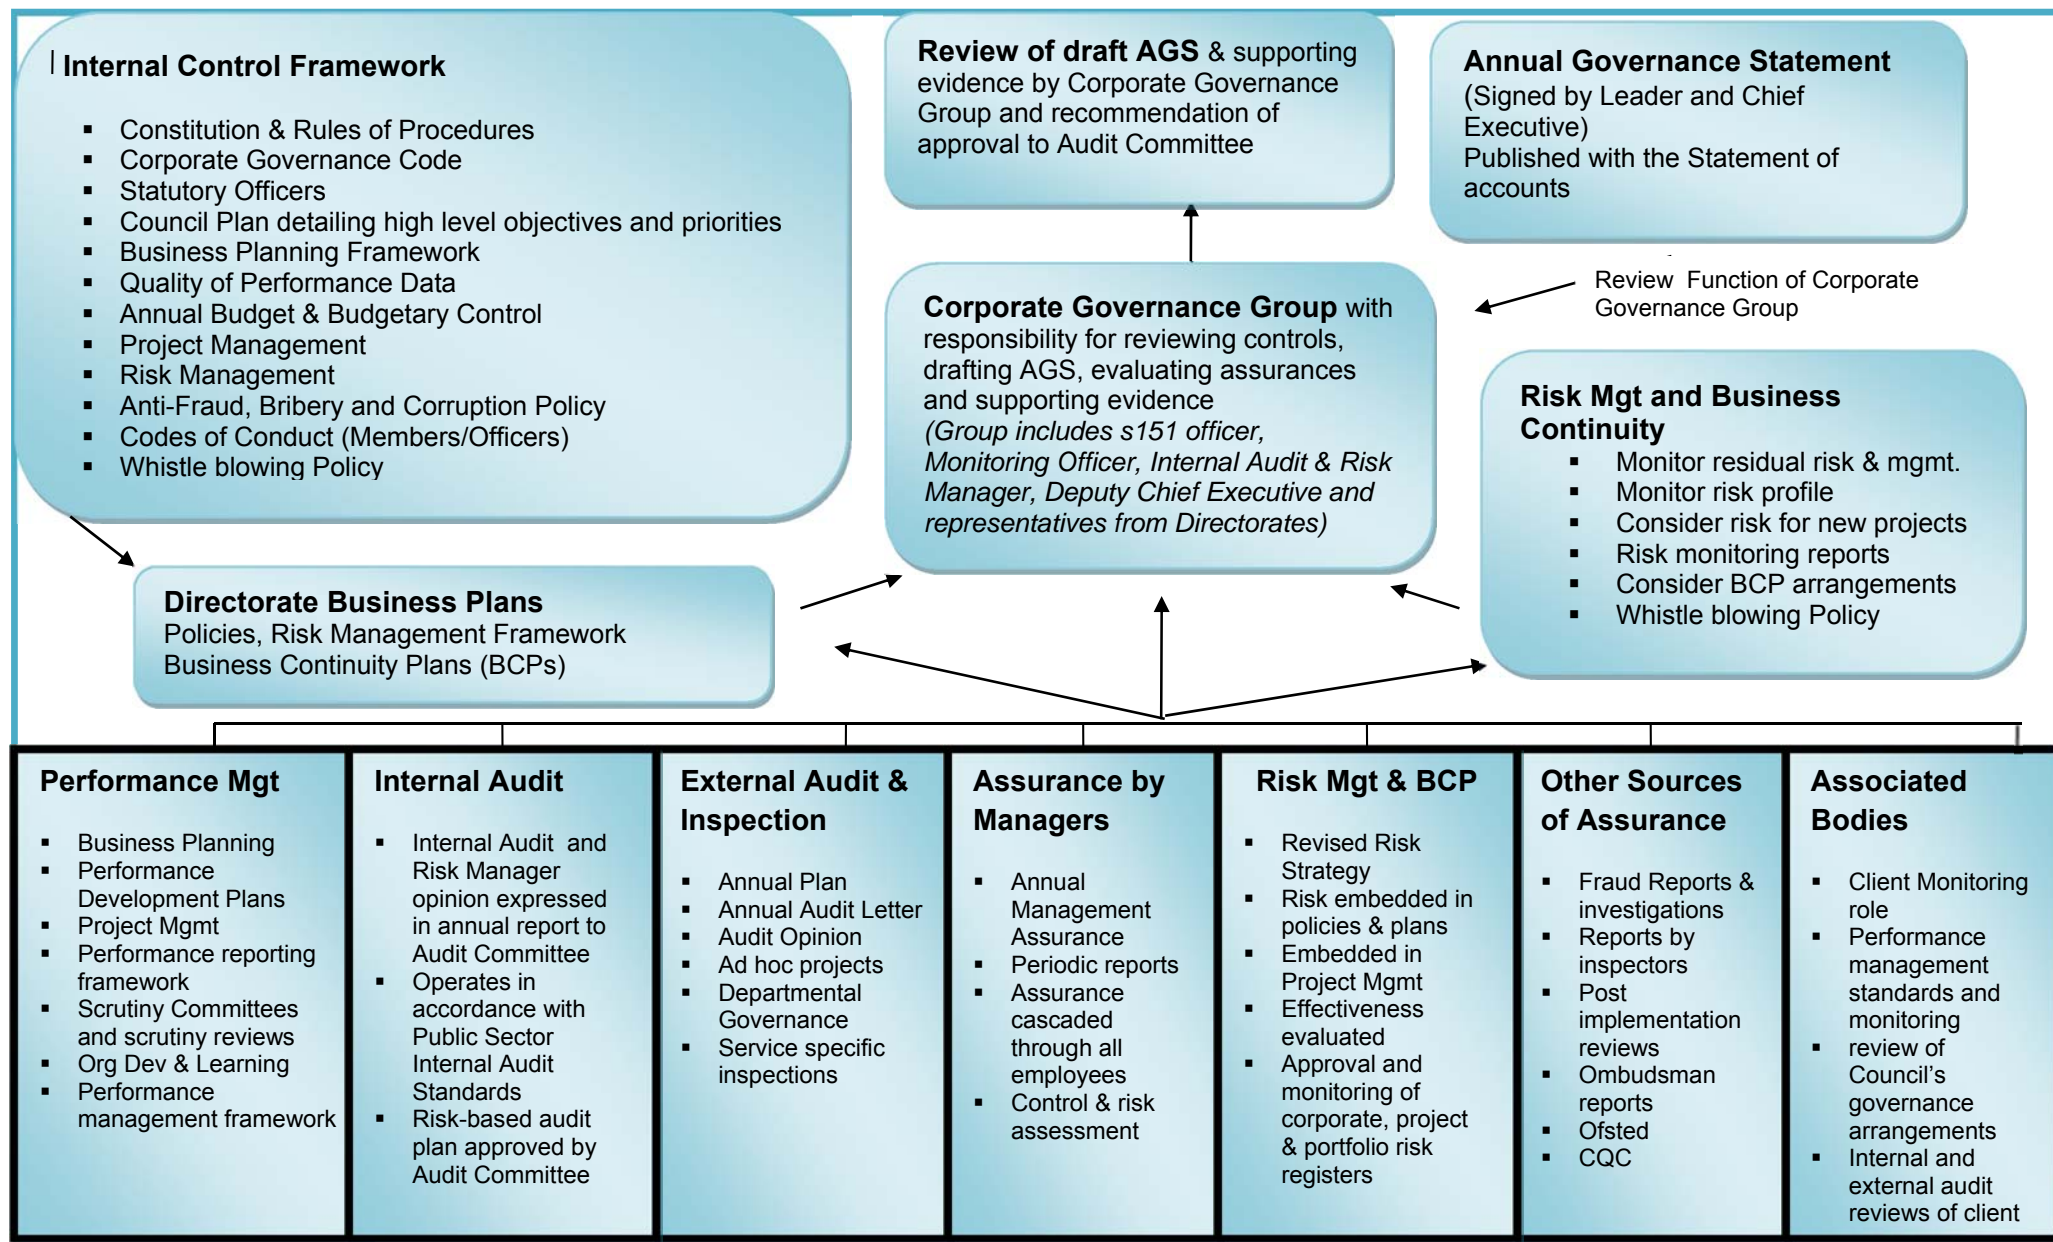 Internal Control Framework
▪ Constitution & Rules of Procedures
▪ Corporate Governance Code
▪ Statutory Officers
▪ Council Plan detailing high level objectives and priorities
▪ Business Planning Framework
▪ Quality of Performance Data
▪ Annual Budget & Budgetary Control
▪ Project Management
▪ Risk Management
▪ Anti-Fraud, Bribery and Corruption Policy
▪ Codes of Conduct (Members/Officers)
▪ Whistle blowing Policy
Review of draft AGS & supporting
evidence by Corporate Governance
Group and recommendation of
approval to Audit Committee
Annual Governance Statement
(Signed by Leader and Chief
Executive)
Published with the Statement of
accounts
Review Function of Corporate
Governance Group
Corporate Governance Group with
responsibility for reviewing controls,
drafting AGS, evaluating assurances
and supporting evidence
(Group includes s151 officer,
Monitoring Officer, Internal Audit & Risk
Manager, Deputy Chief Executive and
representatives from Directorates)
Risk Mgt and Business
Continuity
▪ Monitor residual risk & mgmt.
▪ Monitor risk profile
▪ Consider risk for new projects
▪ Risk monitoring reports
▪ Consider BCP arrangements
▪ Whistle blowing Policy
Directorate Business Plans
Policies, Risk Management Framework
Business Continuity Plans (BCPs)
Performance Mgt
▪ Business Planning
▪ Performance
Development Plans
▪ Project Mgmt
▪ Performance reporting
framework
▪ Scrutiny Committees
and scrutiny reviews
▪ Org Dev & Learning
▪ Performance
management framework
Internal Audit
▪ Internal Audit and
Risk Manager
opinion expressed
in annual report to
Audit Committee
▪ Operates in
accordance with
Public Sector
Internal Audit
Standards
▪ Risk-based audit
plan approved by
Audit Committee
External Audit &
Inspection
▪ Annual Plan
▪ Annual Audit Letter
▪ Audit Opinion
▪ Ad hoc projects
▪ Departmental
Governance
▪ Service specific
inspections
Assurance by
Managers
▪ Annual
Management
Assurance
▪ Periodic reports
▪ Assurance
cascaded
through all
employees
▪ Control & risk
assessment
Risk Mgt & BCP
▪ Revised Risk
Strategy
▪ Risk embedded in
policies & plans
▪ Embedded in
Project Mgmt
▪ Effectiveness
evaluated
▪ Approval and
monitoring of
corporate, project
& portfolio risk
registers
Other Sources
of Assurance
▪ Fraud Reports &
investigations
▪ Reports by
inspectors
▪ Post
implementation
reviews
▪ Ombudsman
reports
▪ Ofsted
▪ CQC
Associated
Bodies
▪ Client Monitoring
role
▪ Performance
management
standards and
monitoring
▪ review of
Council’s
governance
arrangements
▪ Internal and
external audit
reviews of client